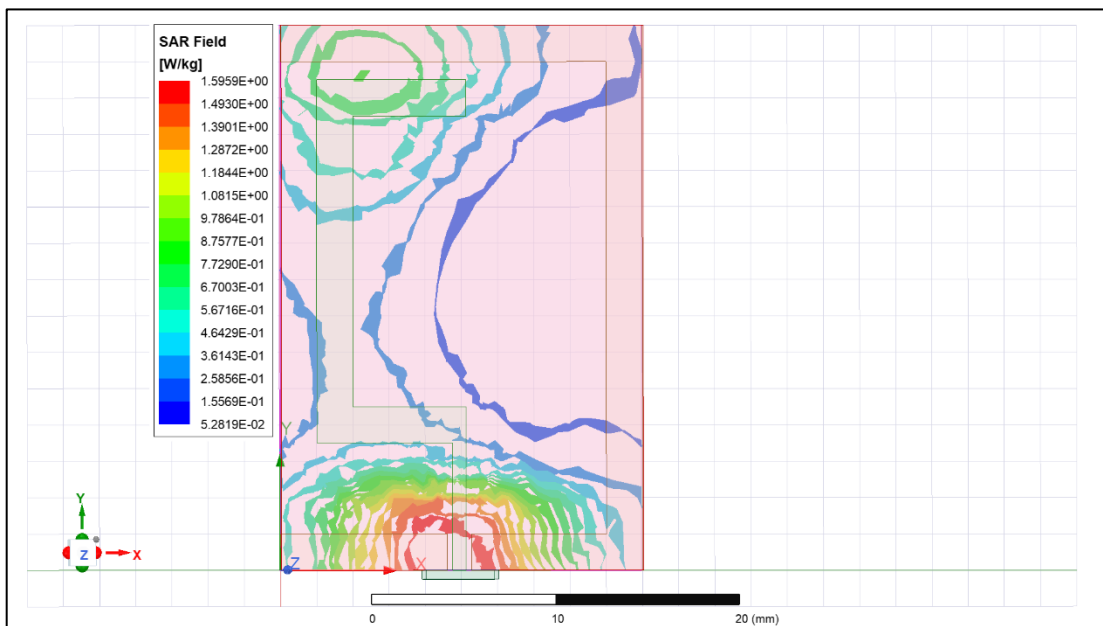 SAR Field
[W/kg]
1.5959E+00
1.4930E+00
1.3901E+00
1.2872E+00
1.1844E+00
1.0815E+00
9.7864E-01
8.7577E-01
7.7290E-01
6.7003E-01
5.6716E-01
4.6429E-01
3.6143E-01
2.5856E-01
1.5569E-01
5.2819E-02
Y
Y
Z
X
Z
X
0
10
20 (mm)